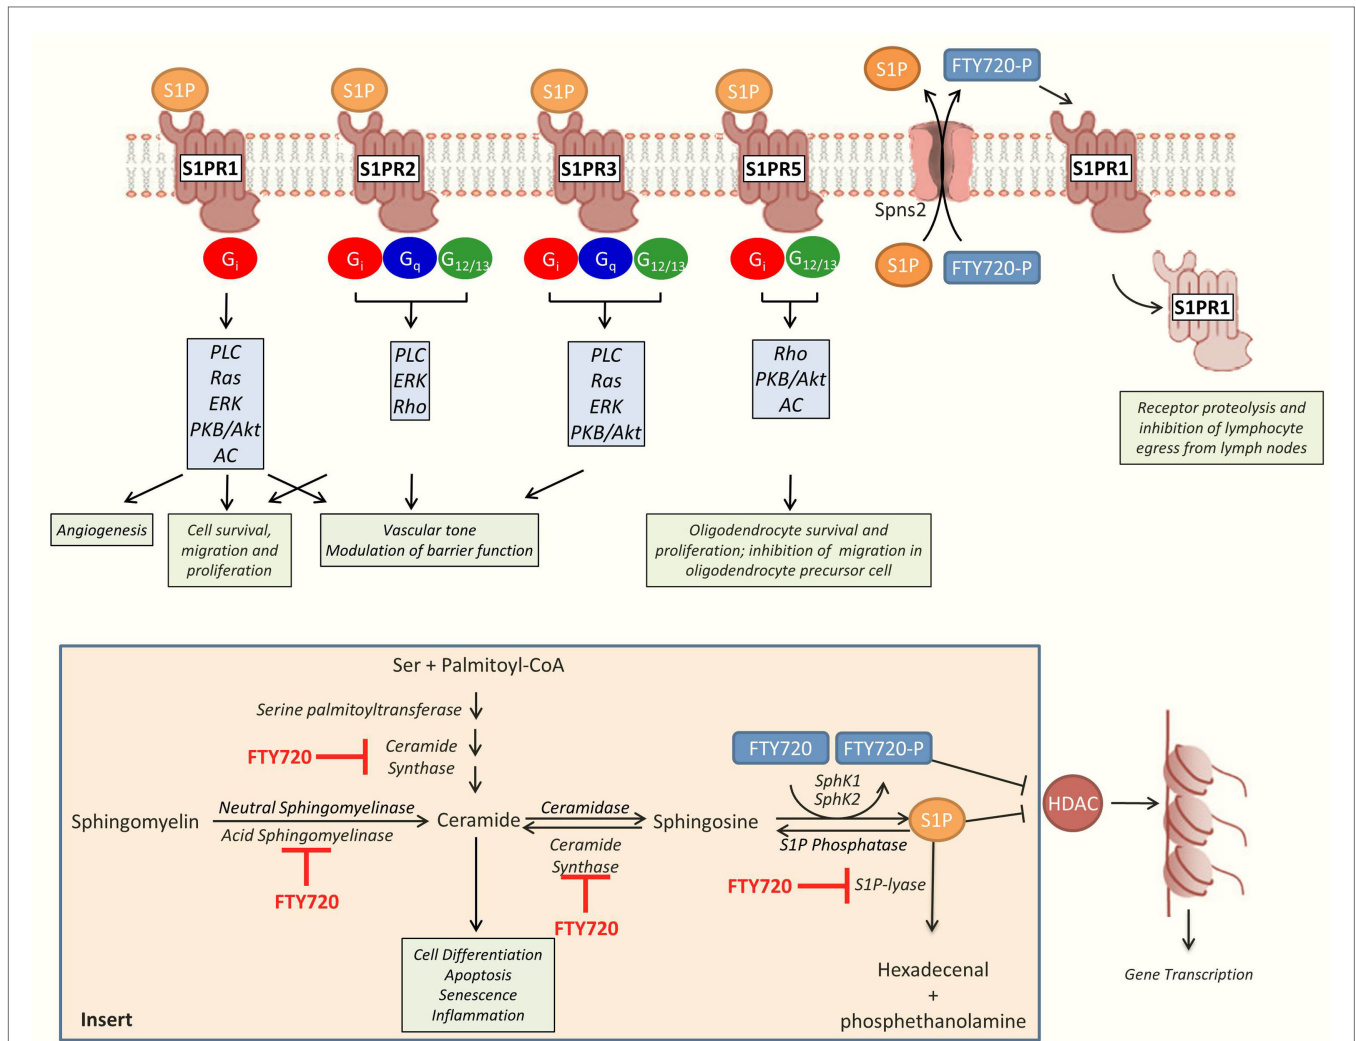 S1P
S1P
S1P
S1P
S1P
FTY720-P
S1PR1
S1PR2
S1PR3
S1PR5
S1PR1
Spns2
Gi
Gi
Gq
G12/13
Gi
Gq
G12/13
Gi
G12/13
S1P
FTY720-P
S1PR1
PLC
Ras
ERK
PKB/Akt
AC
PLC
ERK
Rho
PLC
Ras
ERK
PKB/Akt
Rho
PKB/Akt
AC
Receptor proteolysis and
inhibition of lymphocyte
egress from lymph nodes
Angiogenesis
Cell survival,
migration and
proliferation
Vascular tone
Modulation of barrier function
Oligodendrocyte survival and
proliferation; inhibition of migration in
oligodendrocyte precursor cell
Ser + Palmitoyl-CoA
Serine palmitoyltransferase
FTY720
Ceramide
Synthase
FTY720
FTY720-P
SphK1
SphK2
Sphingomyelin
Neutral Sphingomyelinase
Acid Sphingomyelinase
Ceramide
Ceramidase
Ceramide
Synthase
Sphingosine
S1P Phosphatase
S1P
HDAC
FTY720
FTY720
FTY720
S1P-lyase
Cell Differentiation
Apoptosis
Senescence
Inflammation
Hexadecenal
+
phosphethanolamine
Gene Transcription
Insert